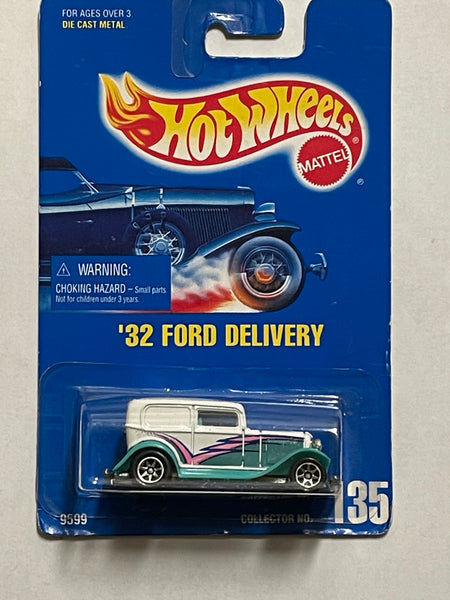 FOR AGES OVER 3
DIE CAST METAL
HOT WHEELS
®
MATTEL
®
⚠ WARNING:
CHOKING HAZARD – Small parts
Not for children under 3 years.
'32 FORD DELIVERY
9599
COLLECTOR NO. 135